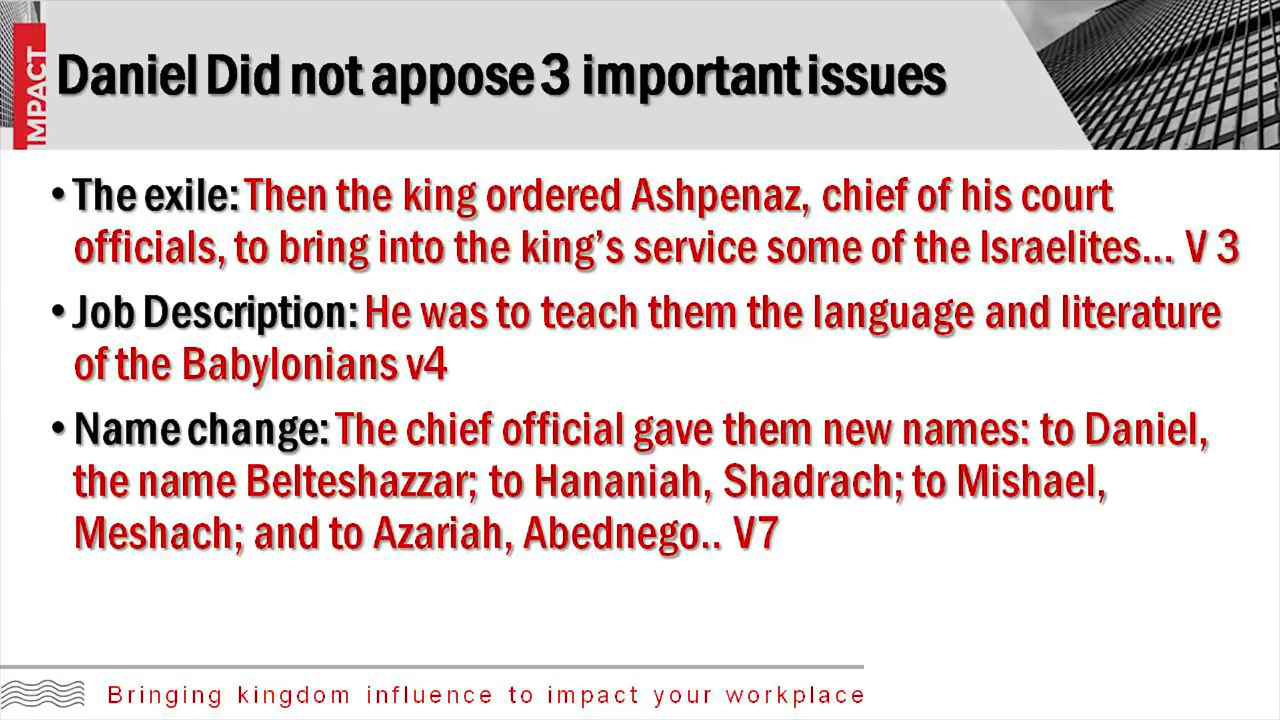 IMPACT
Daniel Did not appose 3 important issues
• The exile: Then the king ordered Ashpenaz, chief of his court
officials, to bring into the king’s service some of the Israelites... V 3
• Job Description: He was to teach them the language and literature
of the Babylonians v4
• Name change: The chief official gave them new names: to Daniel,
the name Belteshazzar; to Hananiah, Shadrach; to Mishael,
Meshach; and to Azariah, Abednego.. V7
Bringing kingdom influence to impact your workplace